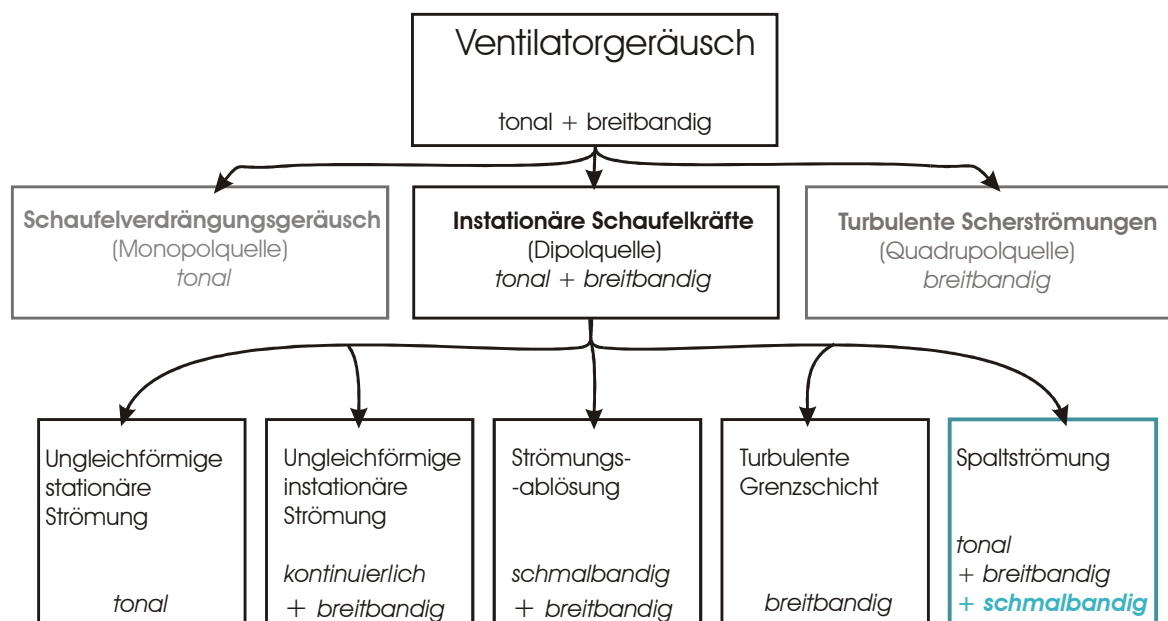 Ventilatorgeräusch
tonal + breitbandig
Schaufelverdrängungsgeräusch
(Monopolquelle)
tonal
Instationäre Schaufelkräfte
(Dipolquelle)
tonal + breitbandig
Turbulente Scherströmungen
(Quadrupolquelle)
breitbandig
Ungleichförmige
stationäre
Strömung
tonal
Ungleichförmige
instationäre
Strömung
kontinuierlich
+ breitbandig
Strömungs-
-ablösung
schmalbandig
+ breitbandig
Turbulente
Grenzschicht
breitbandig
Spaltströmung
tonal
+ breitbandig
+ schmalbandig